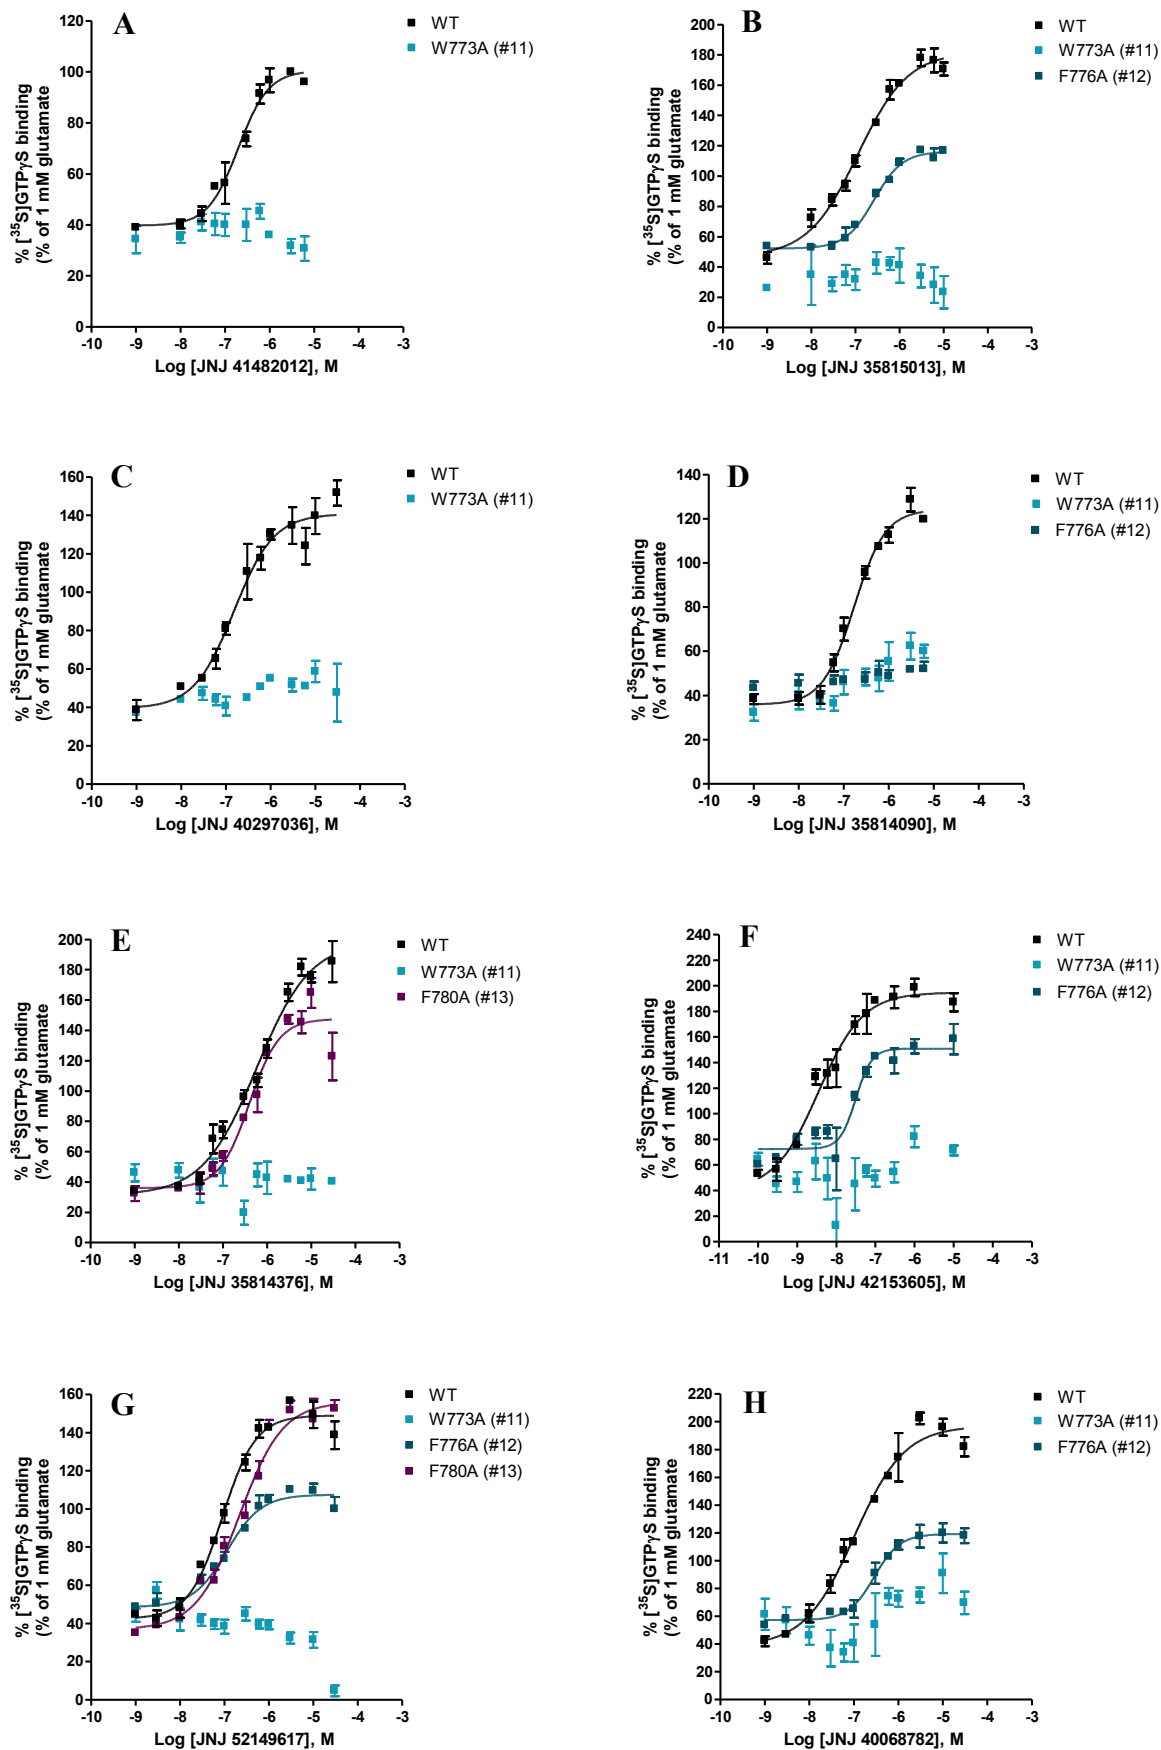 A
WT
W773A (#11)
% [³⁵S]GTPγS binding
(% of 1 mM glutamate
120
100
80
60
40
20
0
-10 -9 -8 -7 -6 -5 -4 -3
Log [JNJ 41482012], M
B
WT
W773A (#11)
F776A (#12)
% [³⁵S]GTPγS binding
(% of 1 mM glutamate
200
180
160
140
120
100
80
60
40
20
0
-10 -9 -8 -7 -6 -5 -4 -3
Log [JNJ 35815013], M
C
WT
W773A (#11)
% [³⁵S]GTPγS binding
(% of 1 mM glutamate
160
140
120
100
80
60
40
20
0
-10 -9 -8 -7 -6 -5 -4 -3
Log [JNJ 40297036], M
D
WT
W773A (#11)
F776A (#12)
% [³⁵S]GTPγS binding
(% of 1 mM glutamate
140
120
100
80
60
40
20
0
-10 -9 -8 -7 -6 -5 -4 -3
Log [JNJ 35814090], M
E
WT
W773A (#11)
F780A (#13)
% [³⁵S]GTPγS binding
(% of 1 mM glutamate
200
180
160
140
120
100
80
60
40
20
0
-10 -9 -8 -7 -6 -5 -4 -3
Log [JNJ 35814376], M
F
WT
W773A (#11)
F776A (#12)
% [³⁵S]GTPγS binding
(% of 1 mM glutamate
240
220
200
180
160
140
120
100
80
60
40
20
0
-11 -10 -9 -8 -7 -6 -5 -4 -3
Log [JNJ 42153605], M
G
WT
W773A (#11)
F776A (#12)
F780A (#13)
% [³⁵S]GTPγS binding
(% of 1 mM glutamate
160
140
120
100
80
60
40
20
0
-10 -9 -8 -7 -6 -5 -4 -3
Log [JNJ 52149617], M
H
WT
W773A (#11)
F776A (#12)
% [³⁵S]GTPγS binding
(% of 1 mM glutamate
220
200
180
160
140
120
100
80
60
40
20
0
-10 -9 -8 -7 -6 -5 -4 -3
Log [JNJ 40068782], M